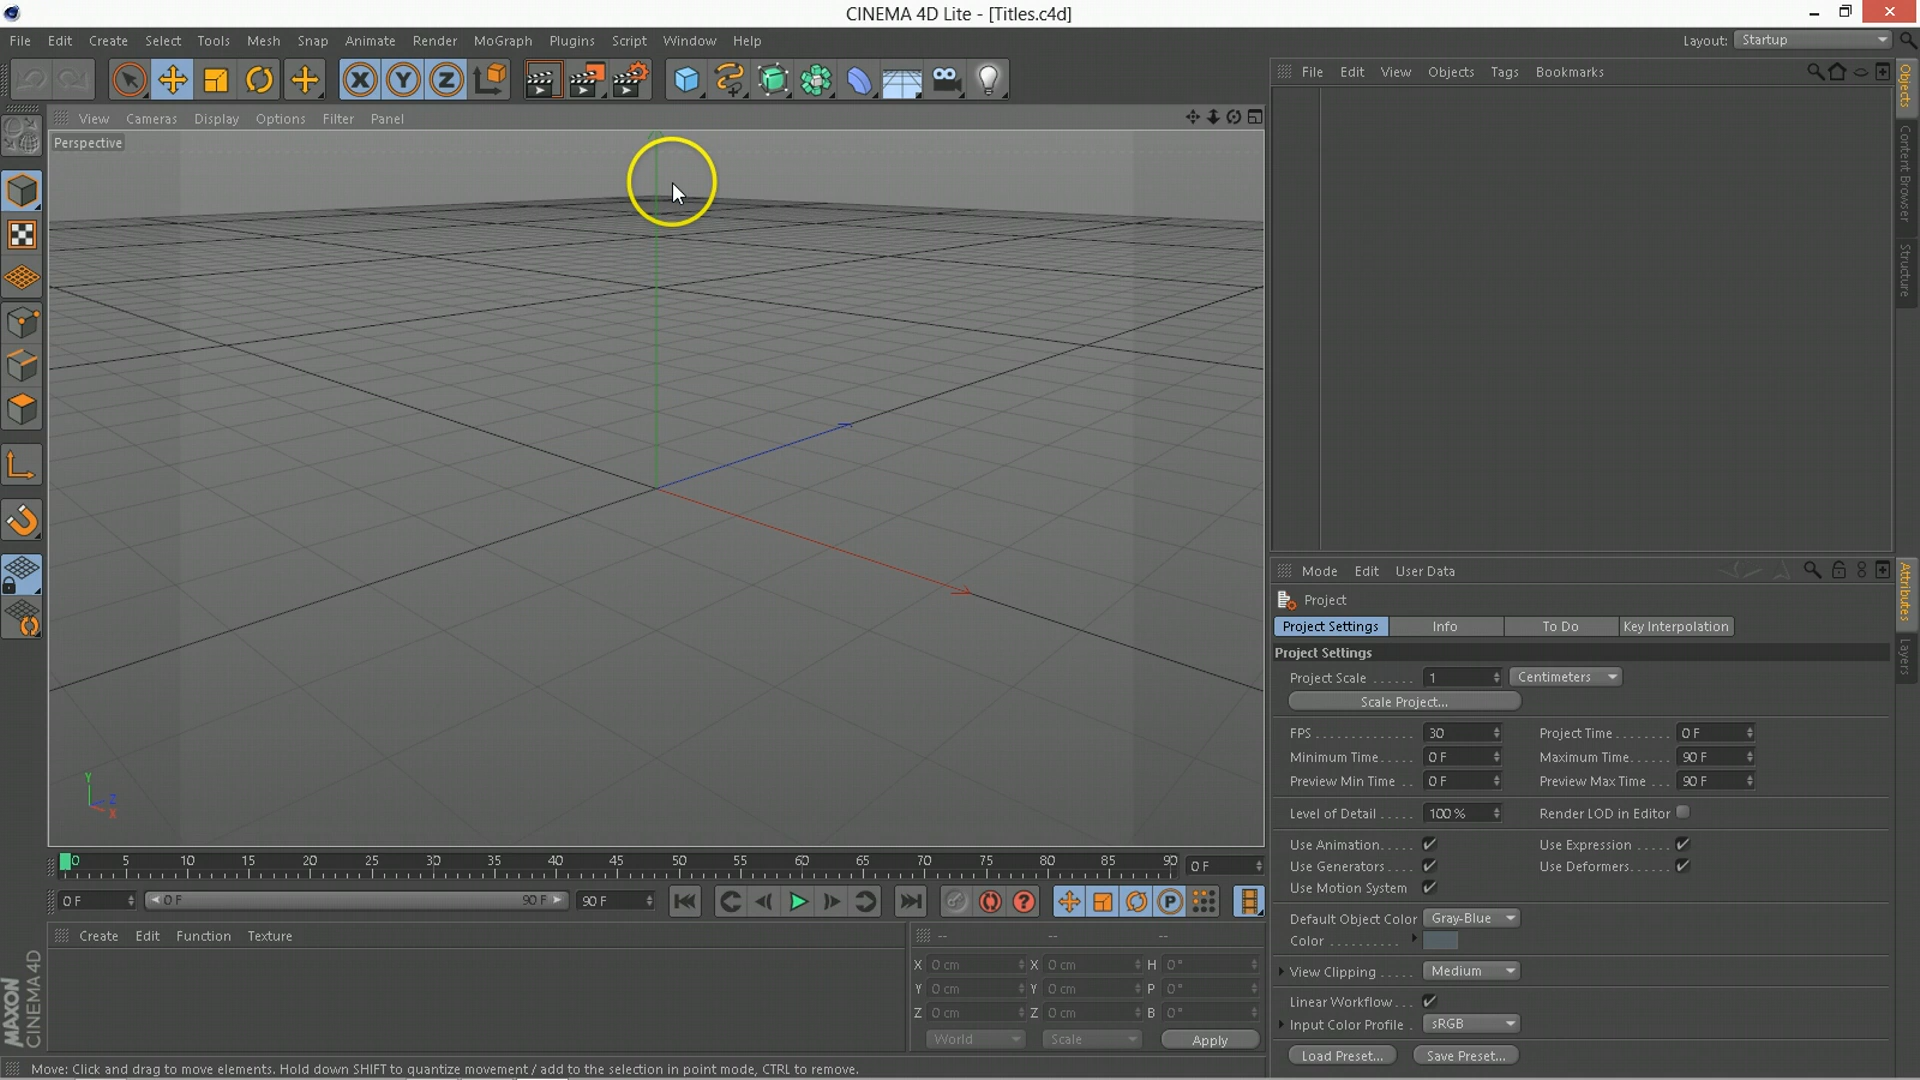 CINEMA 4D Lite - [Titles.c4d]
File Edit Create Select Tools Mesh Snap Animate Render MoGraph Plugins Script Window Help
Layout: Startup
File Edit View Objects Tags Bookmarks
View Cameras Display Options Filter Panel
Perspective
Objects
Content Browser
Structure
Y
Z
X
Mode Edit User Data
Project
Project Settings Info To Do Key Interpolation
Project Settings
Project Scale ...... 1 Centimeters
Scale Project...
FPS 30 Project Time 0 F
Minimum Time 0 F Maximum Time 90 F
Preview Min Time 0 F Preview Max Time 90 F
Level of Detail 100 % Render LOD in Editor
Use Animation Use Expression
Use Generators Use Deformers
Use Motion System
Default Object Color Gray-Blue
Color
View Clipping Medium
Linear Workflow
Input Color Profile sRGB
Load Preset... Save Preset...
Attributes
Layers
0 5 10 15 20 25 30 35 40 45 50 55 60 65 70 75 80 85 90 0 F
0 F 0 F 90 F 90 F
Create Edit Function Texture
-- -- --
X 0 cm X 0 cm H 0 °
Y 0 cm Y 0 cm P 0 °
Z 0 cm Z 0 cm B 0 °
World Scale Apply
MAXON
CINEMA 4D
Move: Click and drag to move elements. Hold down SHIFT to quantize movement / add to the selection in point mode, CTRL to remove.